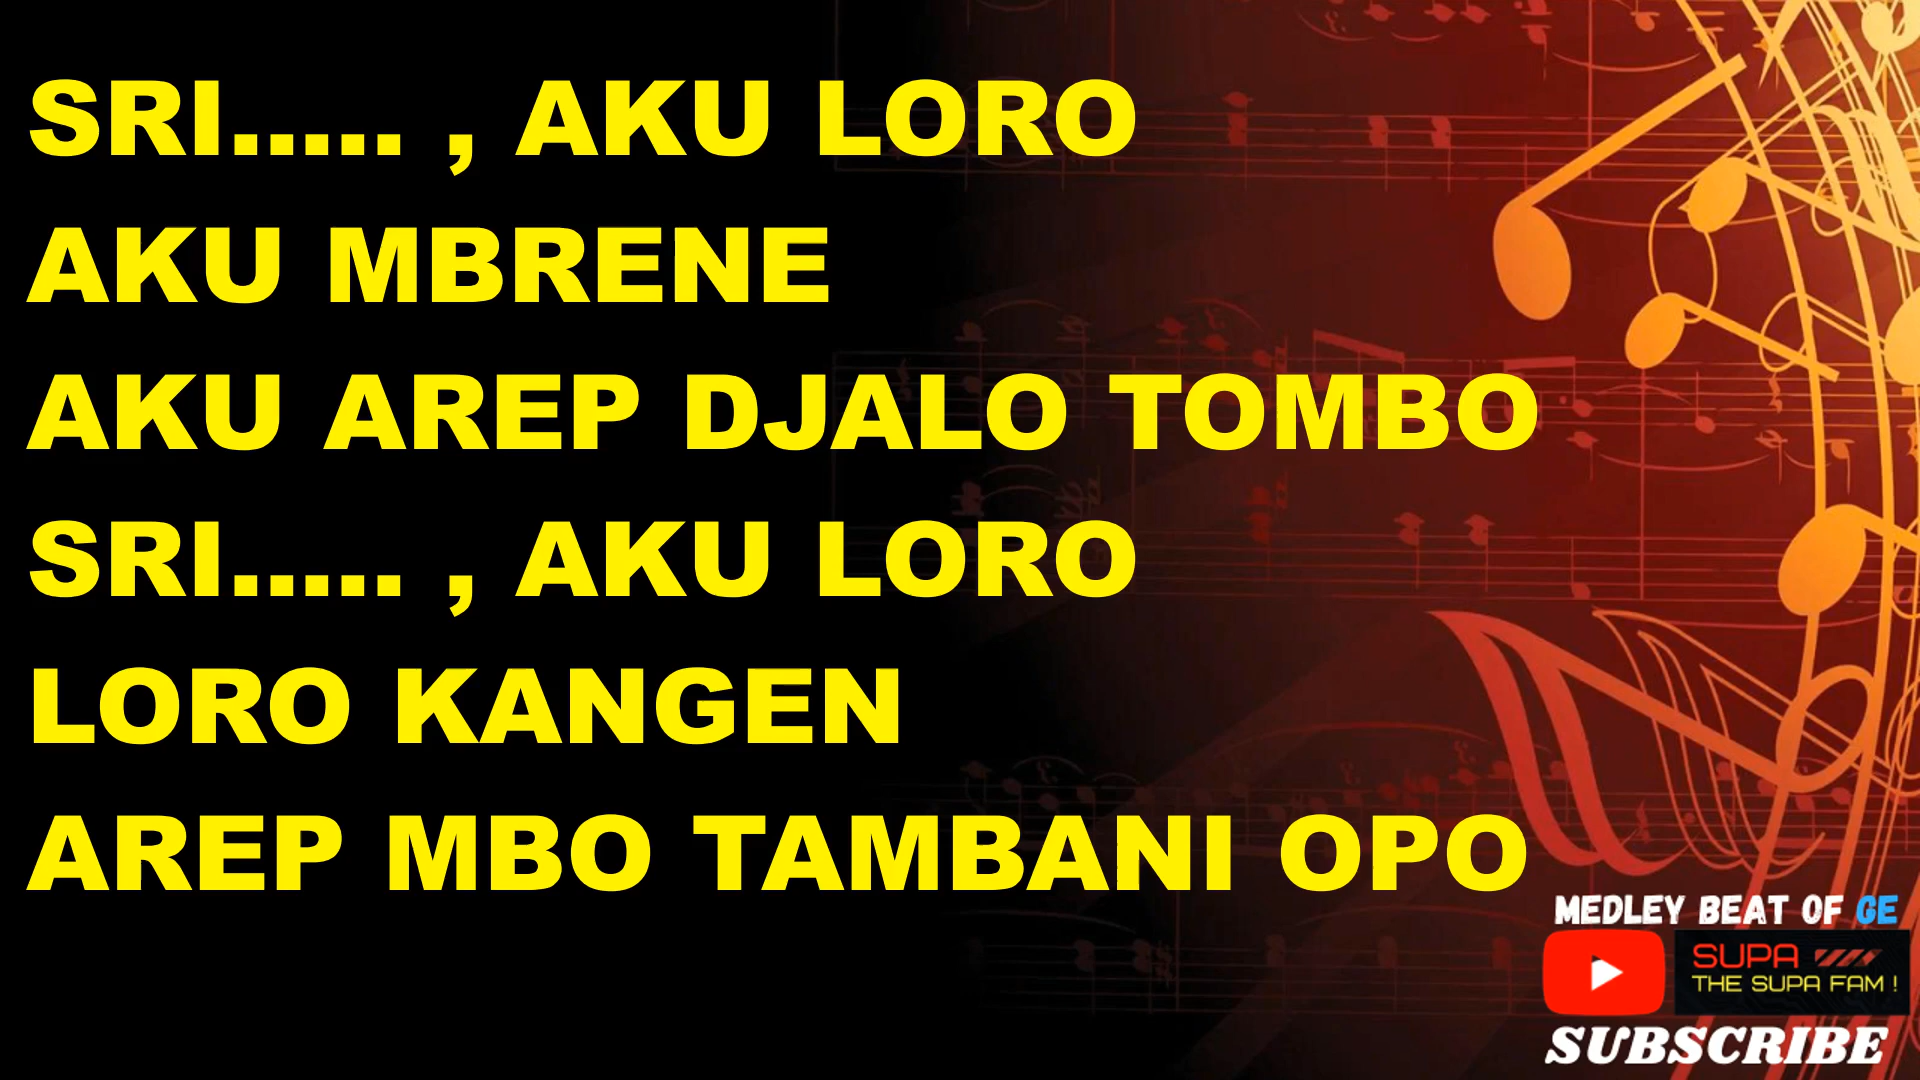 SRI..... , AKU LORO
AKU MBRENE
AKU AREP DJALO TOMBO
SRI..... , AKU LORO
LORO KANGEN
AREP MBO TAMBANI OPO
MEDLEY BEAT OF GE
SUPA
THE SUPA FAM !
SUBSCRIBE